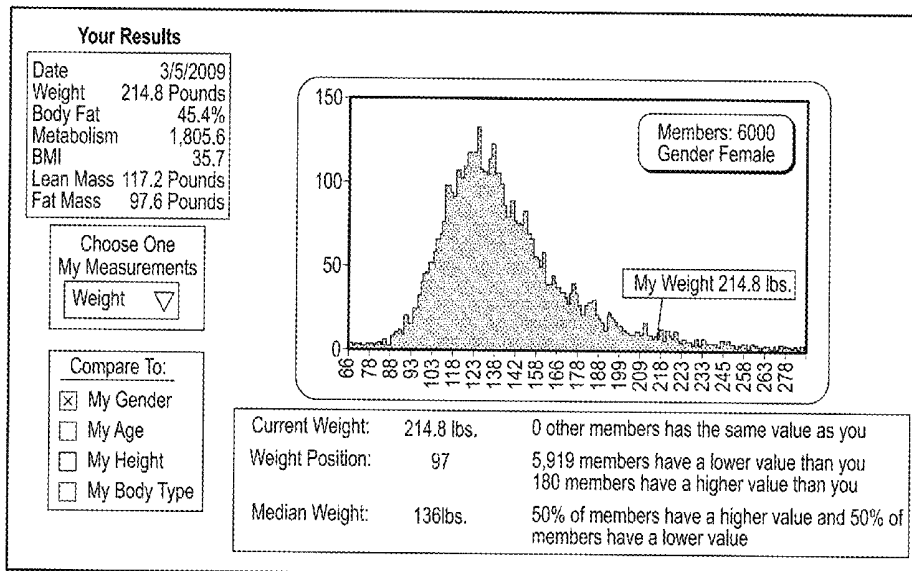 Your Results
Date 3/5/2009
Weight 214.8 Pounds
Body Fat 45.4%
Metabolism 1,805.6
BMI 35.7
Lean Mass 117.2 Pounds
Fat Mass 97.6 Pounds
Choose One
My Measurements
Weight
Compare To:
My Gender
My Age
My Height
My Body Type
150
100
50
0
Members: 6000
Gender Female
My Weight 214.8 lbs.
66 78 88 93 103 118 123 138 142 158 166 178 188 199 209 218 223 233 245 258 263 278
Current Weight: 214.8 lbs. 0 other members has the same value as you
Weight Position: 97 5,919 members have a lower value than you
180 members have a higher value than you
Median Weight: 136lbs. 50% of members have a higher value and 50% of
members have a lower value